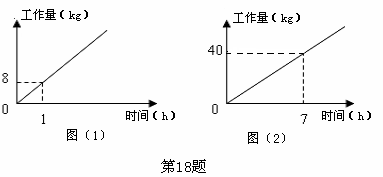 工作量（kg）
8
0
1
时间（h）
图（1）
工作量（kg）
40
0
7
时间（h）
图（2）
第18题